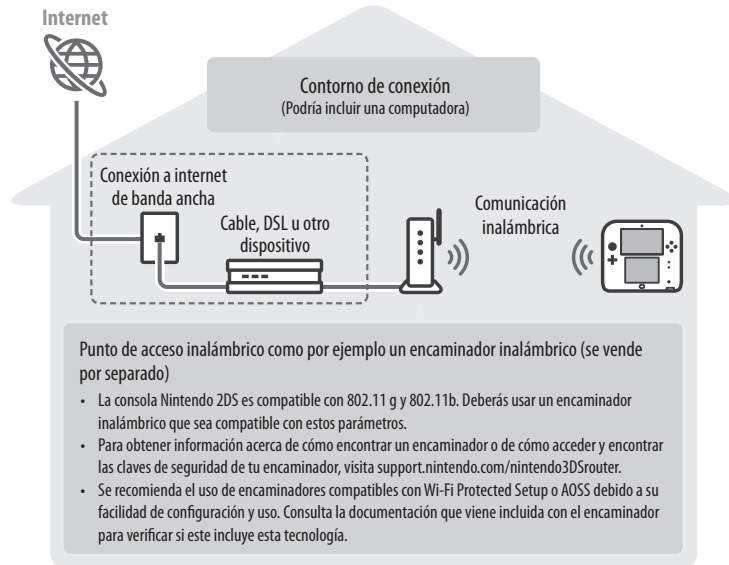 Internet
Contorno de conexión
(Podría incluir una computadora)
Conexión a internet
de banda ancha
Cable, DSL u otro
dispositivo
Comunicación
inalámbrica
Punto de acceso inalámbrico como por ejemplo un encaminador inalámbrico (se vende
por separado)
• La consola Nintendo 2DS es compatible con 802.11 g y 802.11b. Deberás usar un encaminador
inalámbrico que sea compatible con estos parámetros.
• Para obtener información acerca de cómo encontrar un encaminador o de cómo acceder y encontrar
las claves de seguridad de tu encaminador, visita support.nintendo.com/nintendo3DSrouter.
• Se recomienda el uso de encaminadores compatibles con Wi-Fi Protected Setup o AOSS debido a su
facilidad de configuración y uso. Consulta la documentación que viene incluida con el encaminador
para verificar si este incluye esta tecnología.